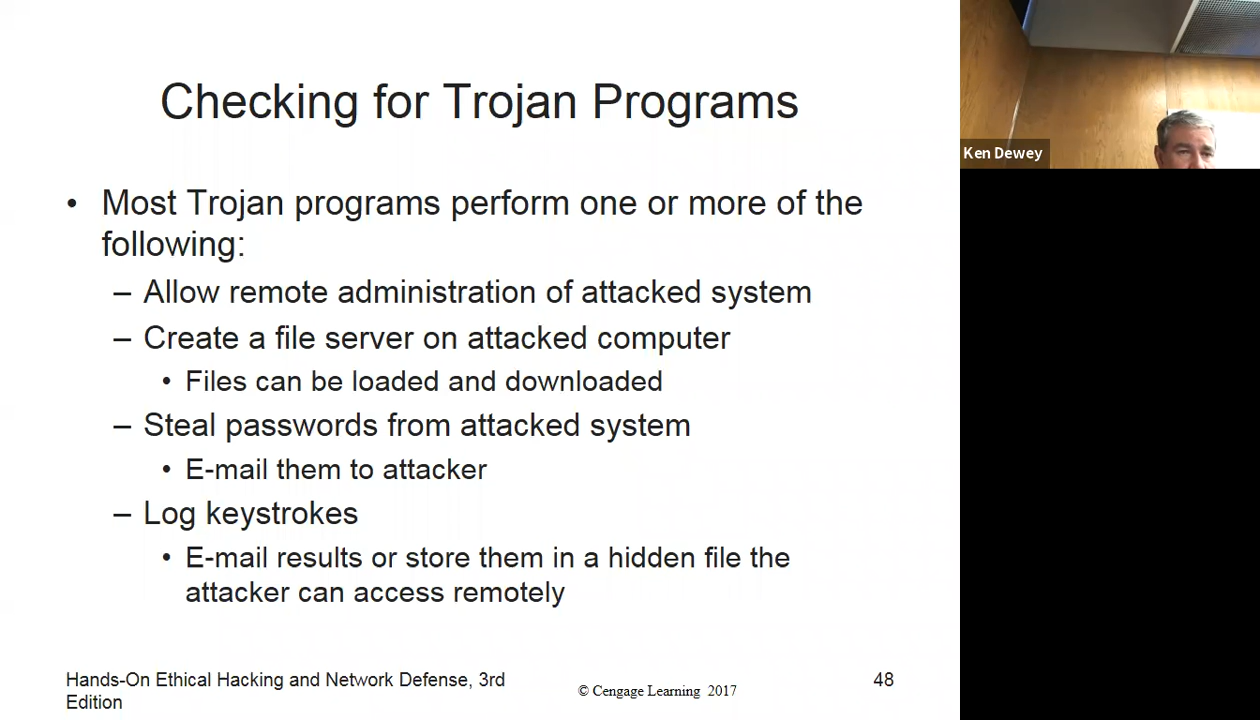 Checking for Trojan Programs
Ken Dewey
• Most Trojan programs perform one or more of the
following:
– Allow remote administration of attacked system
– Create a file server on attacked computer
• Files can be loaded and downloaded
– Steal passwords from attacked system
• E-mail them to attacker
– Log keystrokes
• E-mail results or store them in a hidden file the
attacker can access remotely
Hands-On Ethical Hacking and Network Defense, 3rd
Edition
© Cengage Learning 2017
48